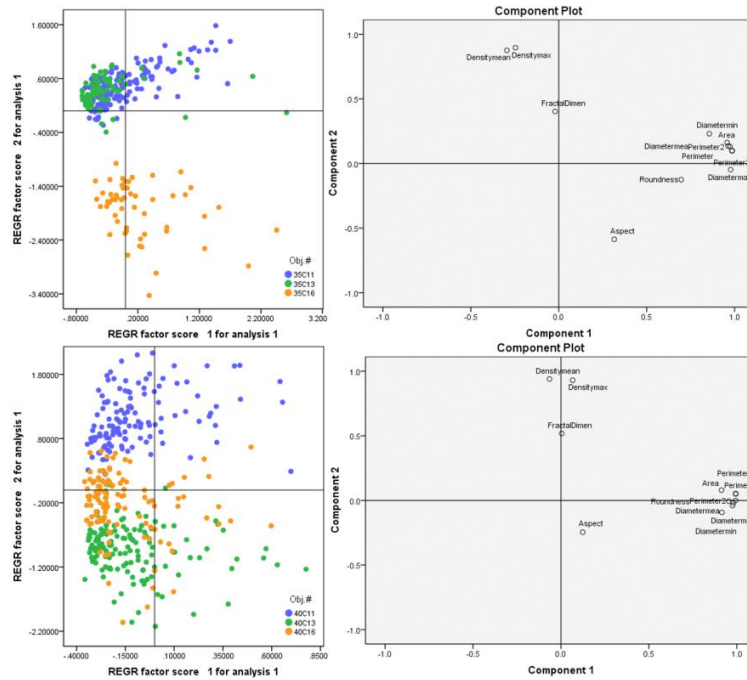 1.60000
.60000
-.40000
-1.40000
-2.40000
-3.40000
REGR factor score 2 for analysis 1
-.80000
.20000
1.20000
2.20000
3.200
REGR factor score 1 for analysis 1
Obj.#
35C11
35C13
35C16
Component Plot
1.0
0.5
0.0
-0.5
-1.0
Component 2
Densitymean
Densitymax
FractalDimen
Diametermin
Area
Diametermea
Perimeter2
Perimeter
Diameterma
Roundness
Aspect
-1.0
-0.5
0.0
0.5
1.0
Component 1
1.80000
.80000
-.20000
-1.20000
-2.20000
REGR factor score 2 for analysis 1
-.40000
-.15000
.10000
.35000
.60000
.8500
REGR factor score 1 for analysis 1
Obj.#
40C11
40C13
40C16
Component Plot
1.0
0.5
0.0
-0.5
-1.0
Component 2
Densitymean
Densitymax
FractalDimen
Perimeter
Area
Perime
Roundness
Perimeter2
Diametermea
Diameterm
Diametermin
Aspect
-1.0
-0.5
0.0
0.5
1.0
Component 1